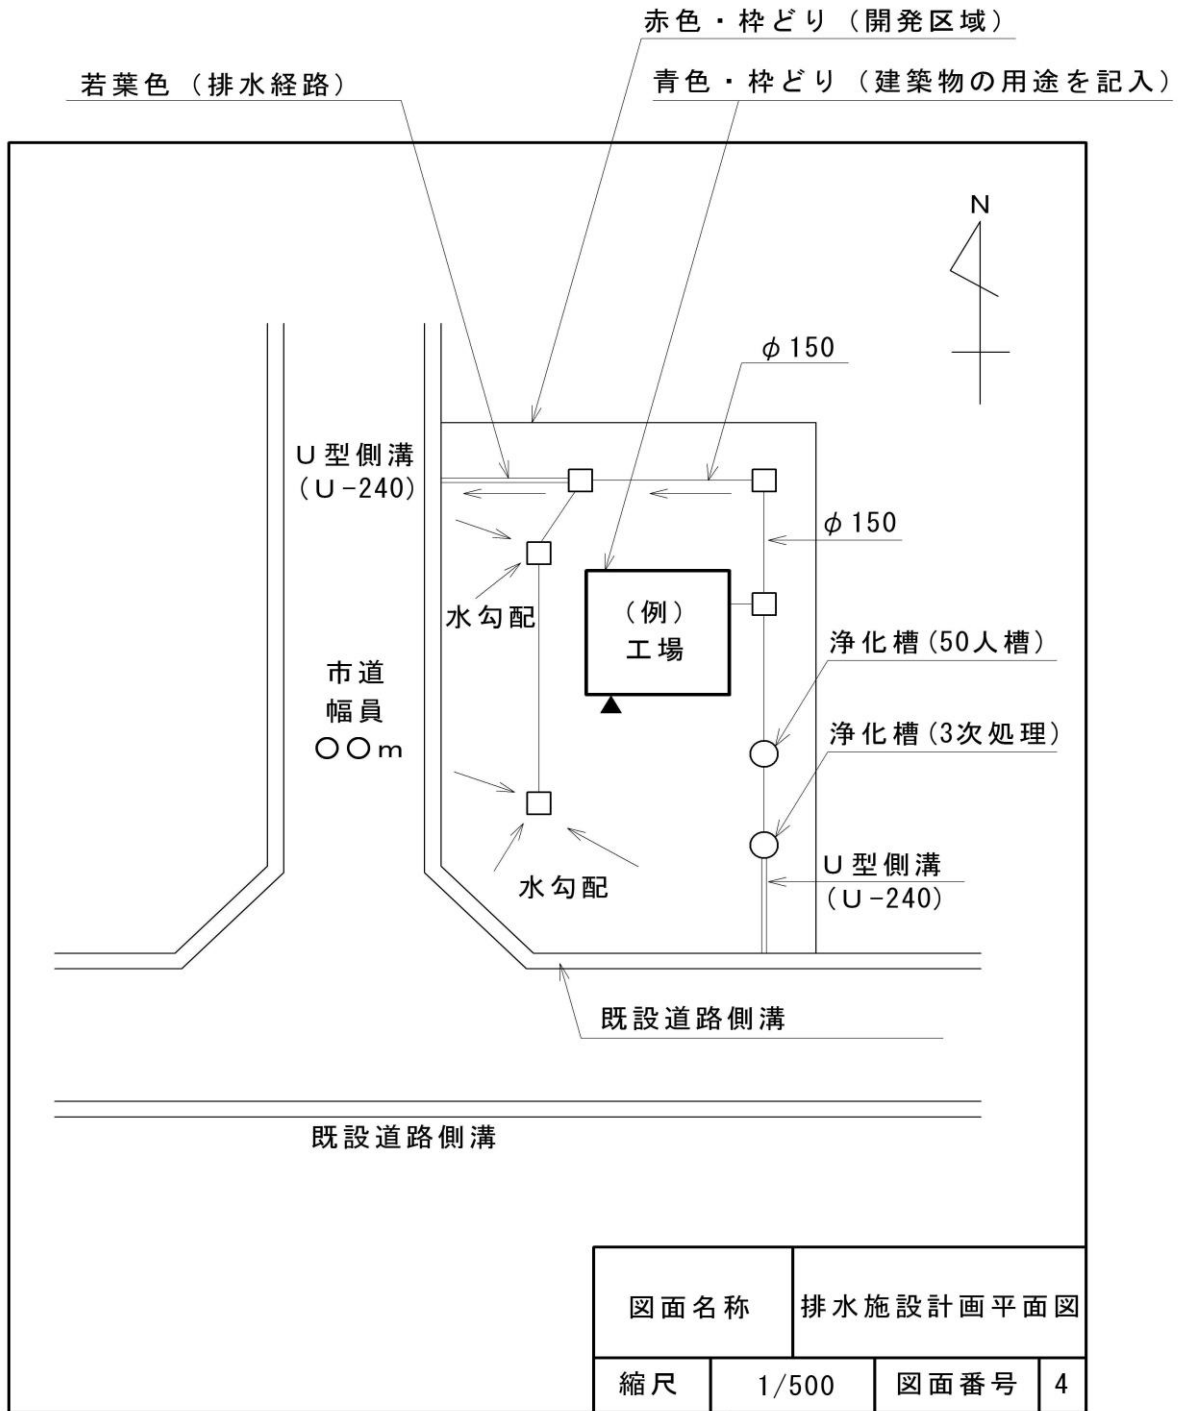 赤色・枠どり（開発区域）
若葉色（排水経路）
青色・枠どり（建築物の用途を記入）
N
φ150
U型側溝
(U-240)
φ150
水勾配
（例）
工場
浄化槽(50人槽)
市道
幅員
○○m
浄化槽(3次処理)
U型側溝
(U-240)
水勾配
既設道路側溝
既設道路側溝
図面名称 排水施設計画平面図
縮尺 1/500 図面番号 4